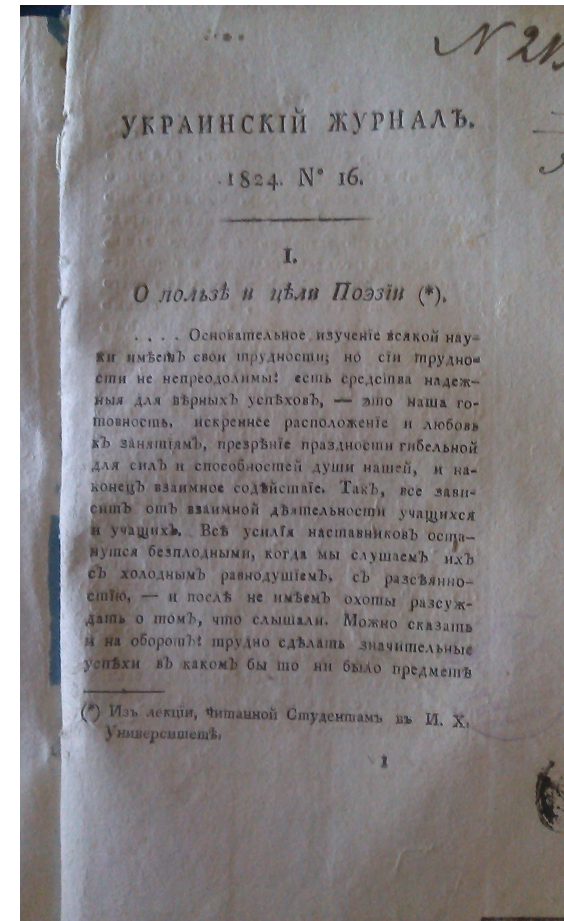 N 21
УКРАИНСКІЙ ЖУРНАЛЪ.
1824. N° 16.
I.
О пользѣ и цѣли Поэзіи (*).
. . . . Основательное изученіе всякой нау-
ки имѣетъ свои трудности; но сіи трудно-
сти не непреодолимы: есть средства надеж-
ныя для вѣрныхъ успѣховъ, — это наша го-
товность, искреннее расположеніе и любовь
къ занятіямъ, презрѣніе праздности гибельной
для силъ и способностей души нашей, и на-
конецъ взаимное содѣйствіе. Такъ, все зави-
ситъ отъ взаимной дѣятельности учащихся
и учащихъ. Всѣ усилія наставниковъ оста-
нутся безплодными, когда мы слушаемъ ихъ
съ холоднымъ равнодушіемъ, съ разсѣянно-
стію, — и послѣ не имѣемъ охоты разсуж-
дать о томъ, что слышали. Можно сказать
и на оборотъ: трудно сдѣлать значительные
успѣхи въ какомъ бы то ни было предметѣ
(*) Изъ лекціи, читанной Студентамъ въ И. Х.
Университетѣ.
1